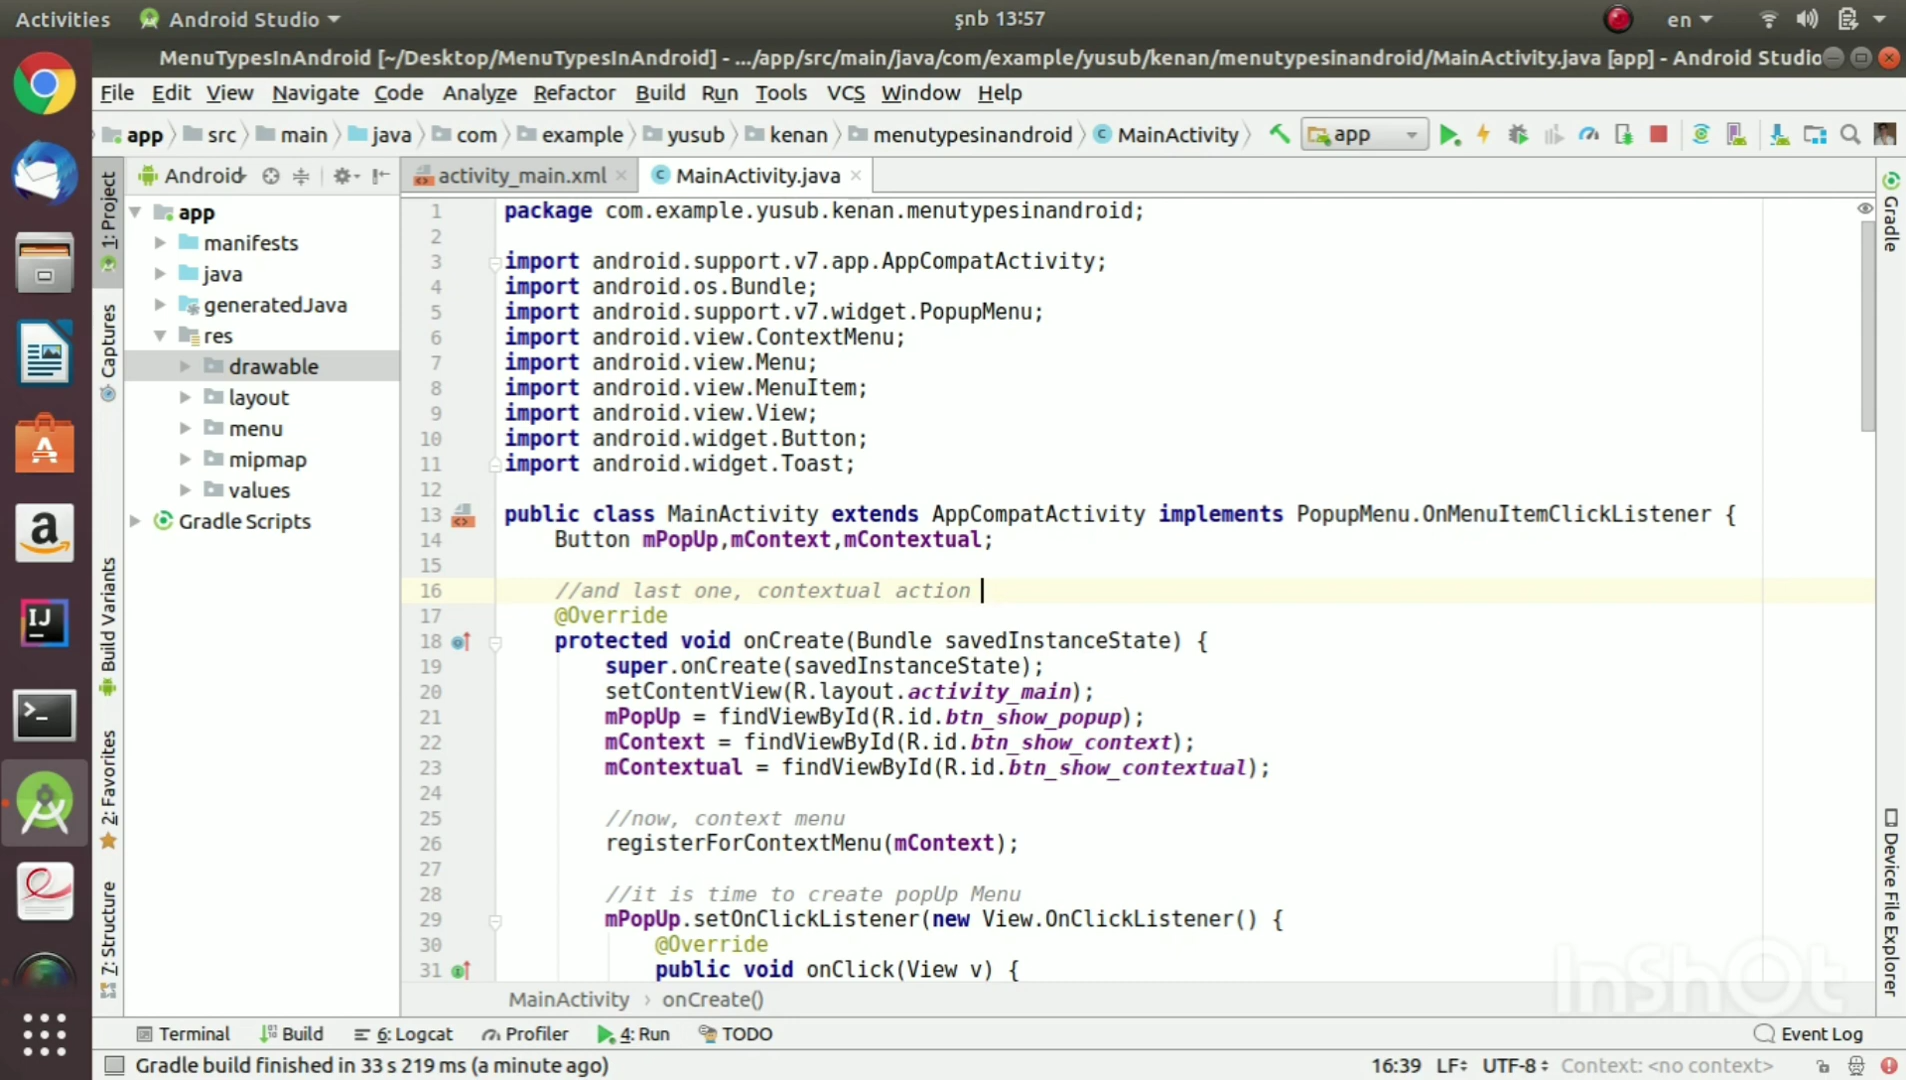 Activities Android Studio şnb 13:57 en
MenuTypesInAndroid [~/Desktop/MenuTypesInAndroid] - .../app/src/main/java/com/example/yusub/kenan/menutypesinandroid/MainActivity.java [app] - Android Studio
File Edit View Navigate Code Analyze Refactor Build Run Tools VCS Window Help
app src main java com example yusub kenan menutypesinandroid MainActivity app
Android activity_main.xml MainActivity.java
1: Project
Captures
Build Variants
2: Favorites
7: Structure
app
manifests
java
generatedJava
res
drawable
layout
menu
mipmap
values
Gradle Scripts
1 package com.example.yusub.kenan.menutypesinandroid;
2
3 import android.support.v7.app.AppCompatActivity;
4 import android.os.Bundle;
5 import android.support.v7.widget.PopupMenu;
6 import android.view.ContextMenu;
7 import android.view.Menu;
8 import android.view.MenuItem;
9 import android.view.View;
10 import android.widget.Button;
11 import android.widget.Toast;
12
13 public class MainActivity extends AppCompatActivity implements PopupMenu.OnMenuItemClickListener {
14 Button mPopUp,mContext,mContextual;
15
16 //and last one, contextual action
17 @Override
18 protected void onCreate(Bundle savedInstanceState) {
19 super.onCreate(savedInstanceState);
20 setContentView(R.layout.activity_main);
21 mPopUp = findViewById(R.id.btn_show_popup);
22 mContext = findViewById(R.id.btn_show_context);
23 mContextual = findViewById(R.id.btn_show_contextual);
24
25 //now, context menu
26 registerForContextMenu(mContext);
27
28 //it is time to create popUp Menu
29 mPopUp.setOnClickListener(new View.OnClickListener() {
30 @Override
31 public void onClick(View v) {
Gradle
Device File Explorer
InShOt
MainActivity › onCreate()
Terminal Build 6: Logcat Profiler 4: Run TODO Event Log
Gradle build finished in 33 s 219 ms (a minute ago) 16:39 LF UTF-8 Context: <no context>